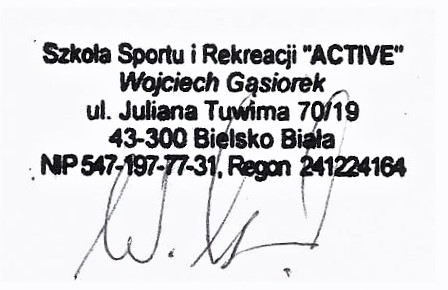 Szkoła Sportu i Rekreacji "ACTIVE"
Wojciech Gąsiorek
ul. Juliana Tuwima 70/19
43-300 Bielsko Biała
NIP 547-197-77-31, Regon 241224164